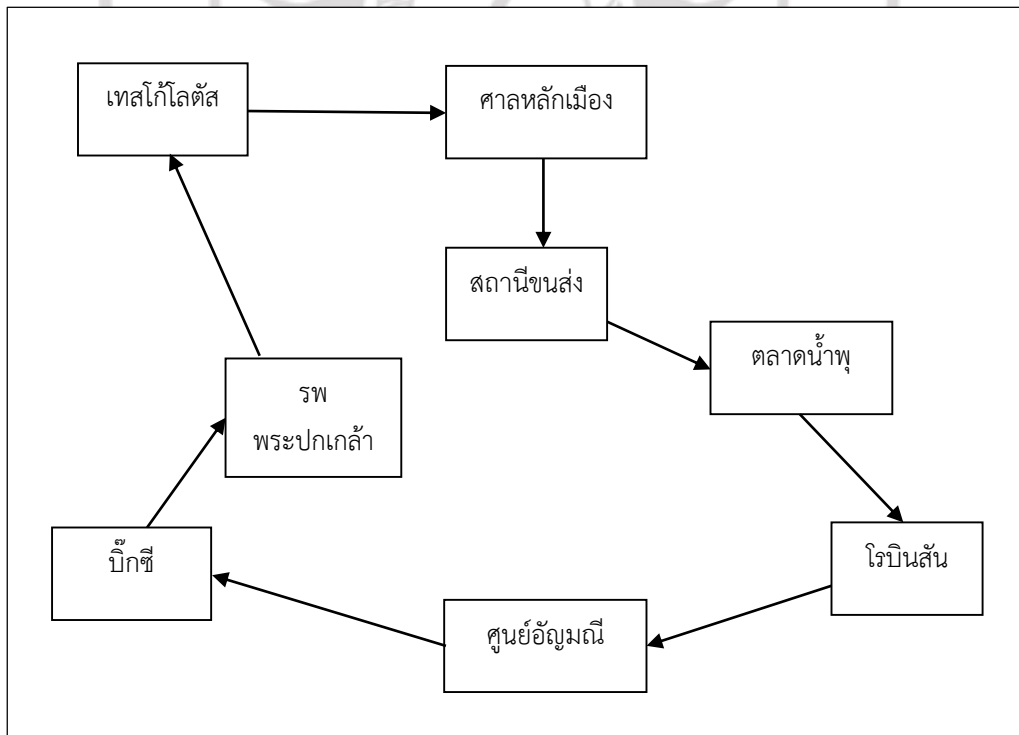 เทสโก้โลตัส
ศาลหลักเมือง
สถานีขนส่ง
ตลาดน้ำพุ
รพ
พระปกเกล้า
บิ๊กซี
โรบินสัน
ศูนย์อัญมณี